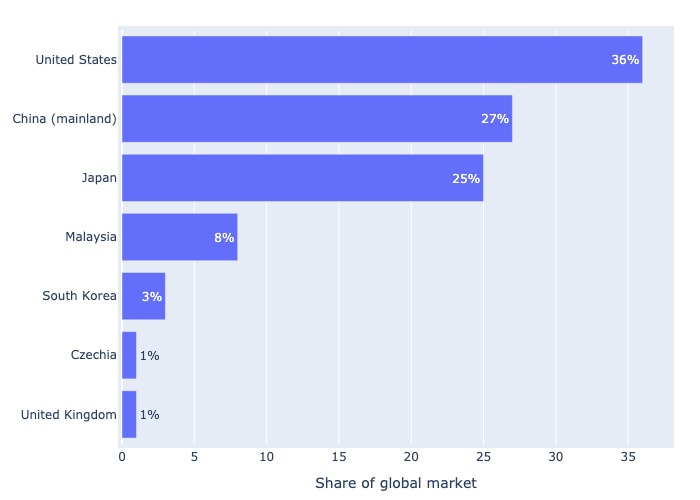 United States 36%
China (mainland) 27%
Japan 25%
Malaysia 8%
South Korea 3%
Czechia 1%
United Kingdom 1%
0 5 10 15 20 25 30 35
Share of global market